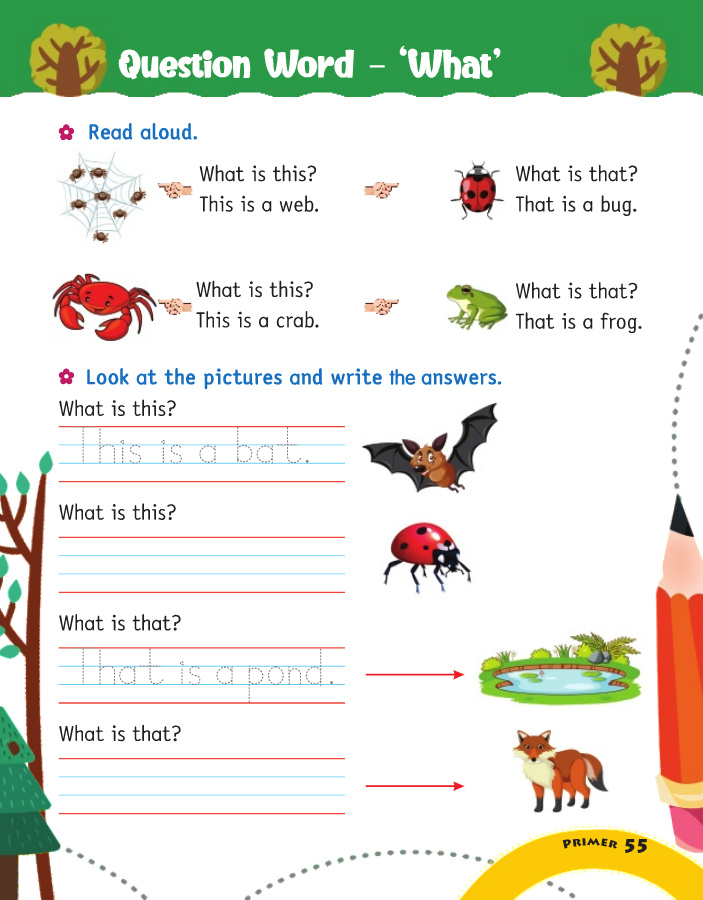 Question Word – ‘What’
Read aloud.
What is this?
This is a web.
What is that?
That is a bug.
What is this?
This is a crab.
What is that?
That is a frog.
Look at the pictures and write the answers.
What is this?
This is a bat.
What is this?
What is that?
That is a pond.
What is that?
PRIMER 55